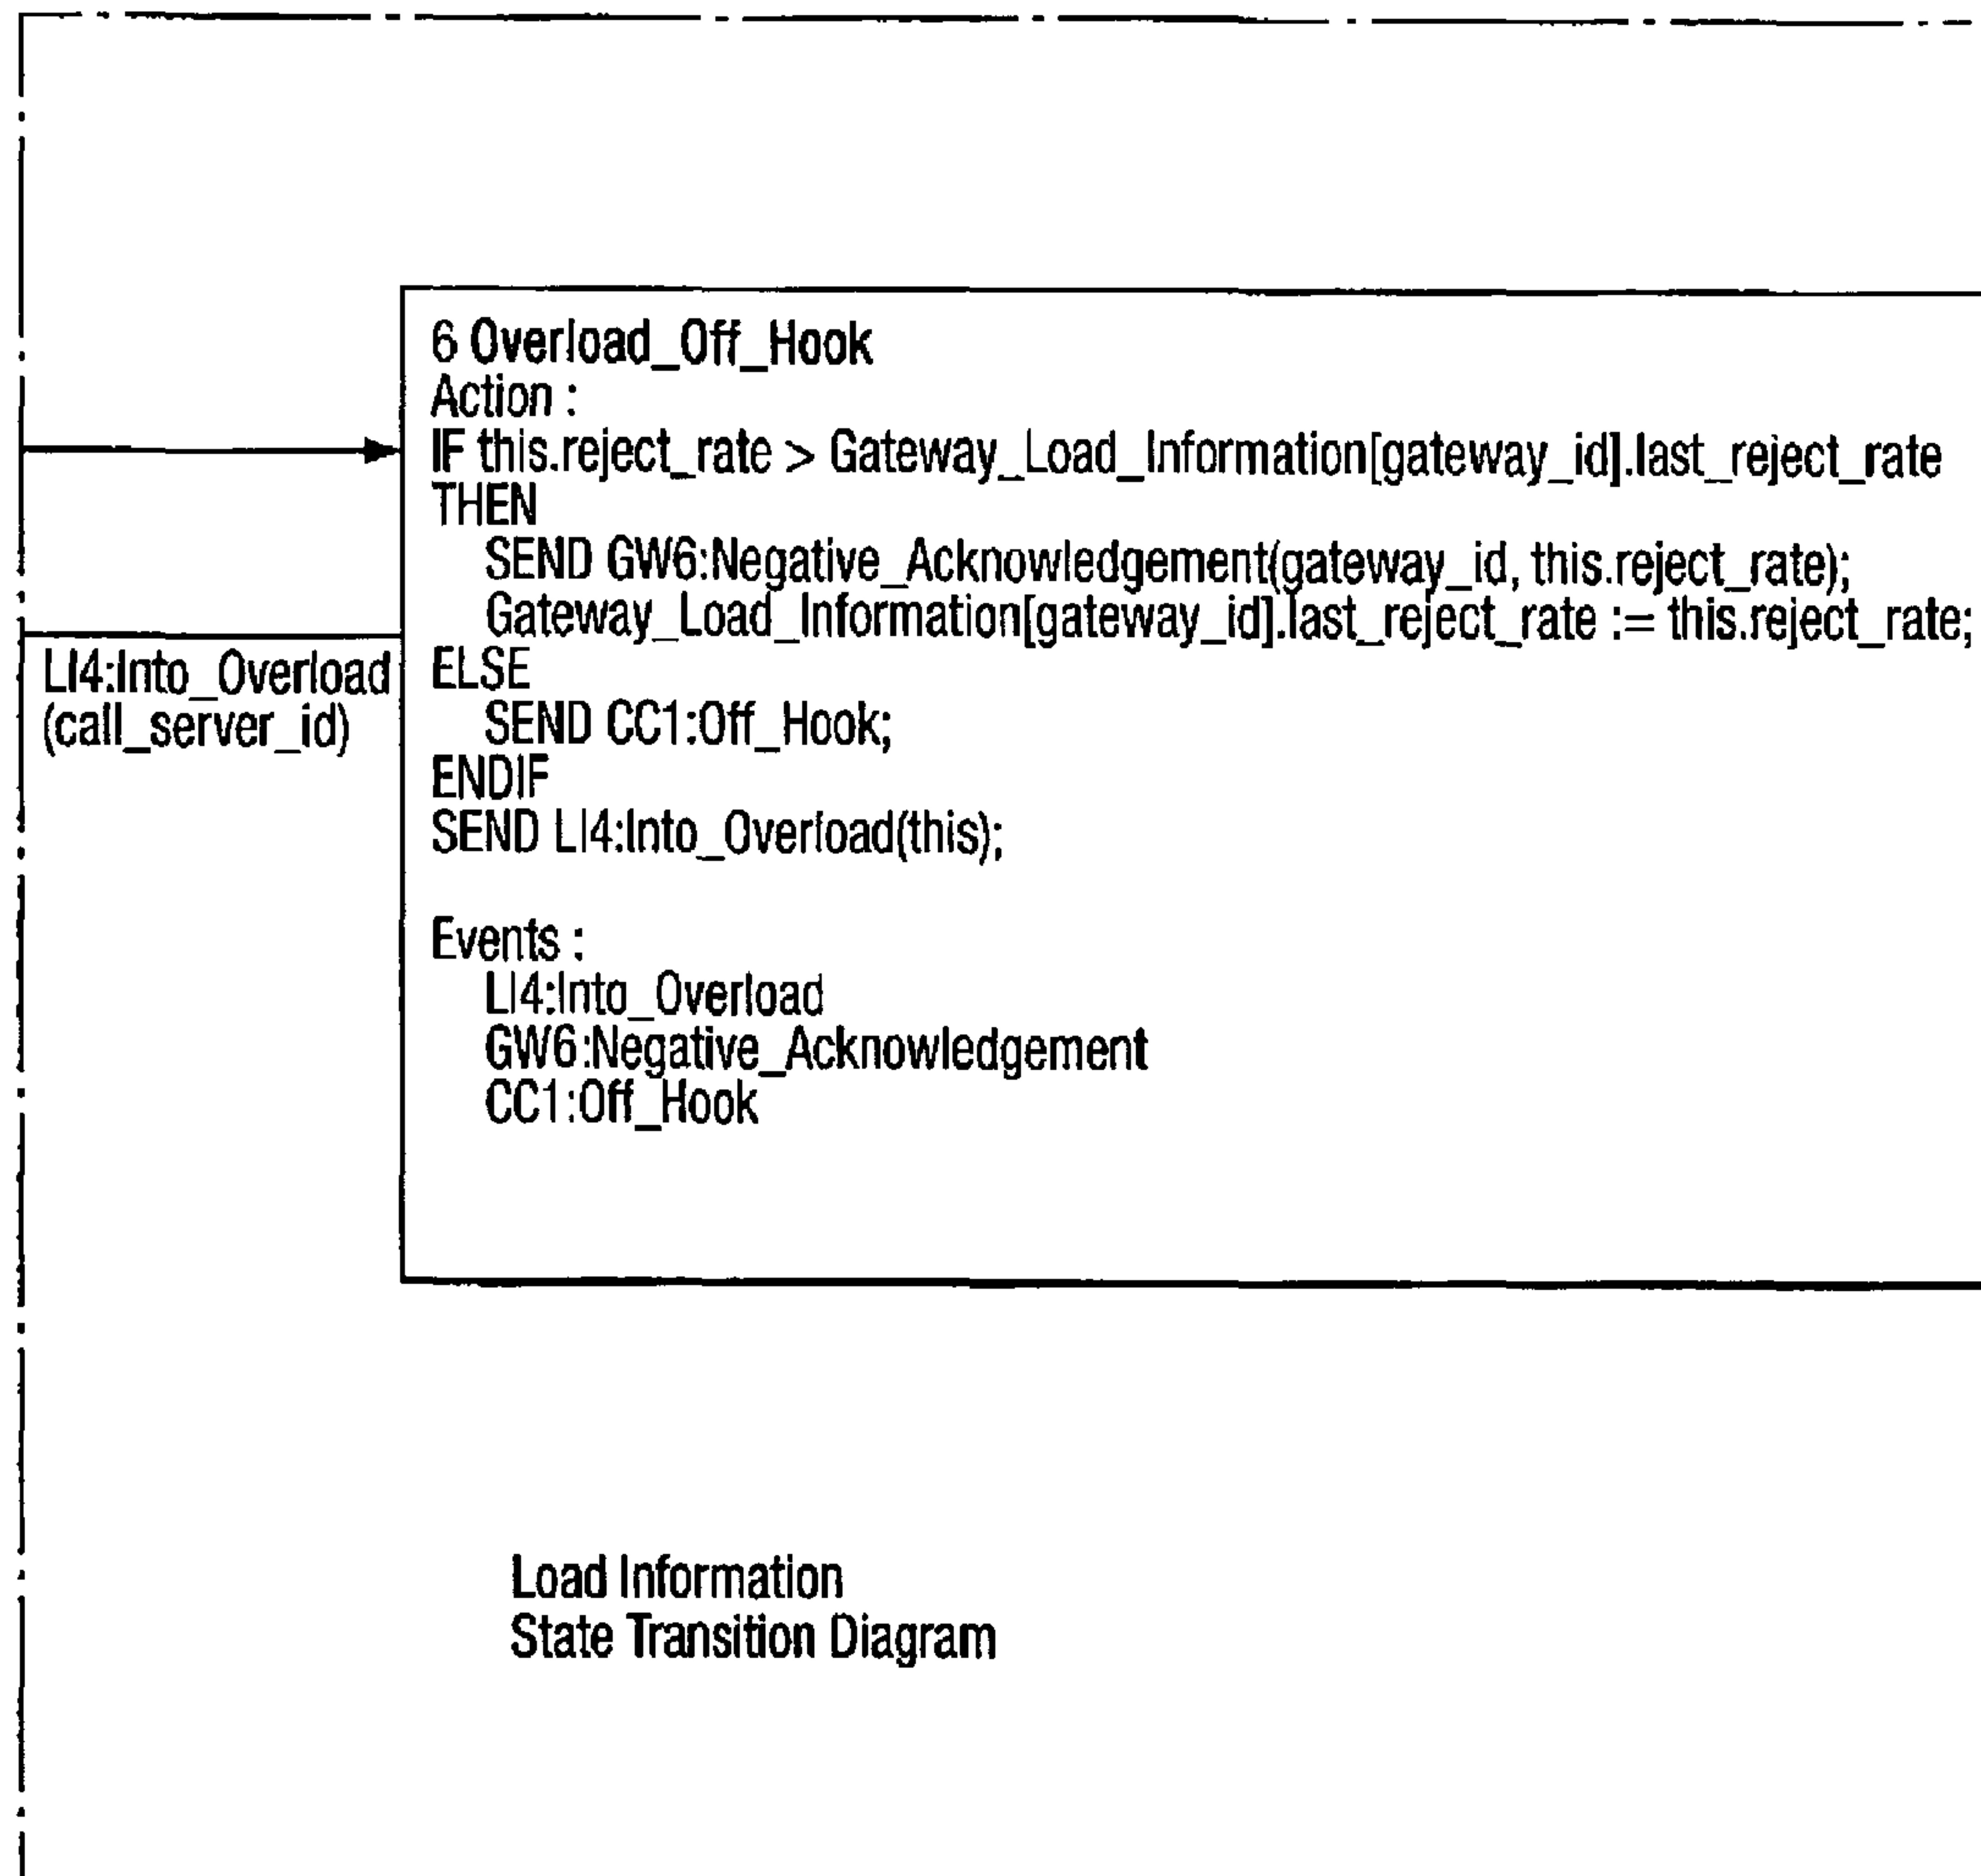 6 Overload_Off_Hook
Action :
IF this.reject_rate > Gateway_Load_Information[gateway_id].last_reject_rate
THEN
SEND GW6:Negative_Acknowledgement(gateway_id, this.reject_rate);
Gateway_Load_Information[gateway_id].last_reject_rate := this.reject_rate;
ELSE
SEND CC1:Off_Hook;
ENDIF
SEND LI4:Into_Overload(this);
Events :
LI4:Into_Overload
GW6:Negative_Acknowledgement
CC1:Off_Hook
LI4:Into_Overload
(call_server_id)
Load Information
State Transition Diagram